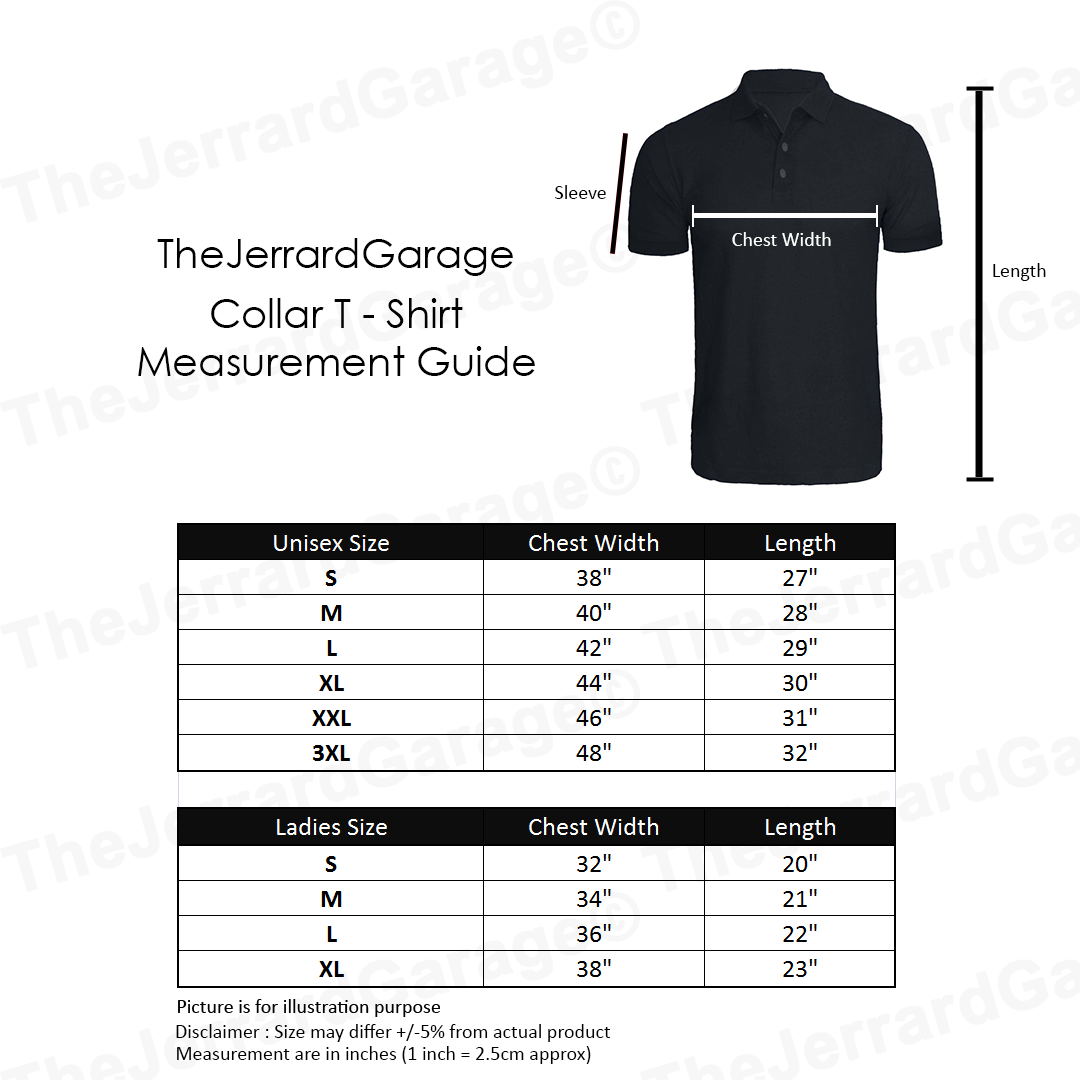 TheJerrardGarage©
TheJerrardGarage
Collar T - Shirt
Measurement Guide
Sleeve
Chest Width
Length
Unisex Size Chest Width Length
S 38" 27"
M 40" 28"
L 42" 29"
XL 44" 30"
XXL 46" 31"
3XL 48" 32"
Ladies Size Chest Width Length
S 32" 20"
M 34" 21"
L 36" 22"
XL 38" 23"
Picture is for illustration purpose
Disclaimer : Size may differ +/-5% from actual product
Measurement are in inches (1 inch = 2.5cm approx)